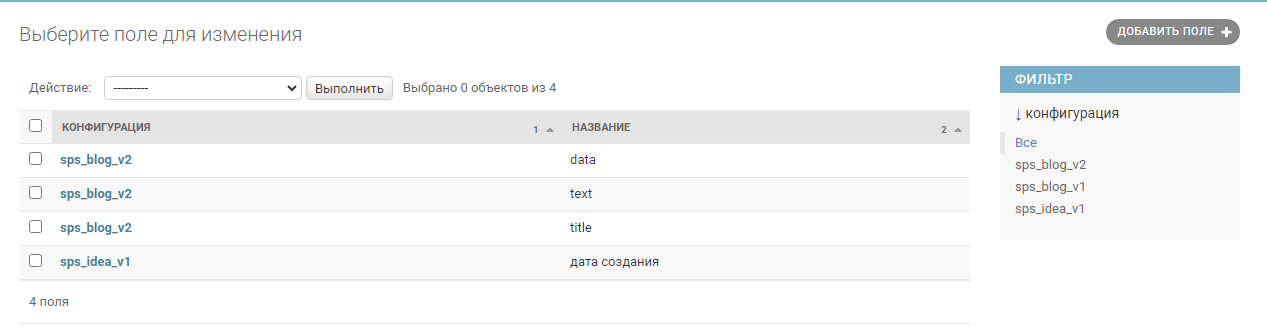 Выберите поле для изменения
ДОБАВИТЬ ПОЛЕ
Действие: --------- Выполнить Выбрано 0 объектов из 4
КОНФИГУРАЦИЯ 1 НАЗВАНИЕ 2
sps_blog_v2 data
sps_blog_v2 text
sps_blog_v2 title
sps_idea_v1 дата создания
4 поля
ФИЛЬТР
↓ конфигурация
Все
sps_blog_v2
sps_blog_v1
sps_idea_v1